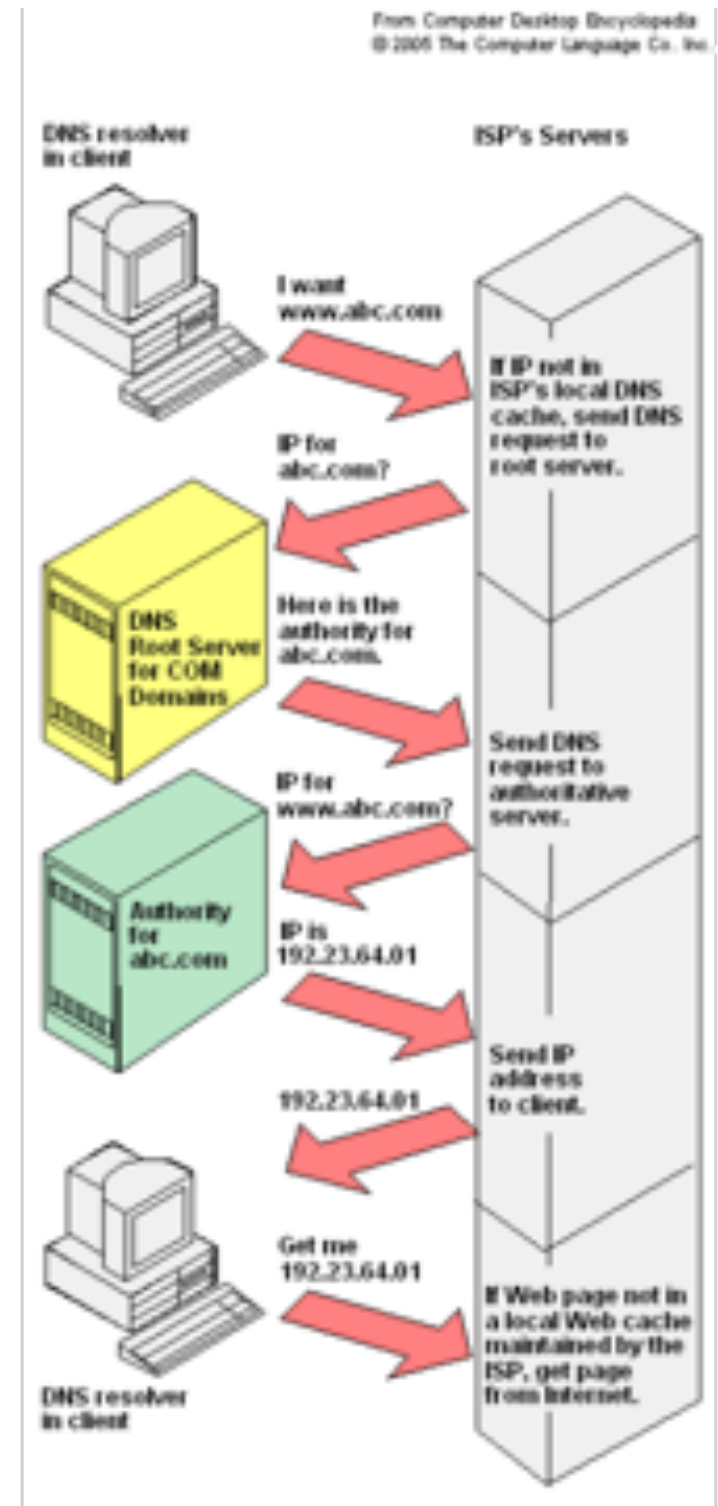 From Computer Desktop Encyclopedia
© 2005 The Computer Language Co. Inc.
DNS resolver
in client
ISP's Servers
I want
www.abc.com
If IP not in
ISP's local DNS
cache, send DNS
request to
root server.
IP for
abc.com?
DNS
Root Server
for COM
Domains
Here is the
authority for
abc.com.
Send DNS
request to
authoritative
server.
IP for
www.abc.com?
Authority
for
abc.com
IP is
192.23.64.01
Send IP
address
to client.
192.23.64.01
Get me
192.23.64.01
If Web page not in
a local Web cache
maintained by the
ISP, get page
from Internet.
DNS resolver
in client